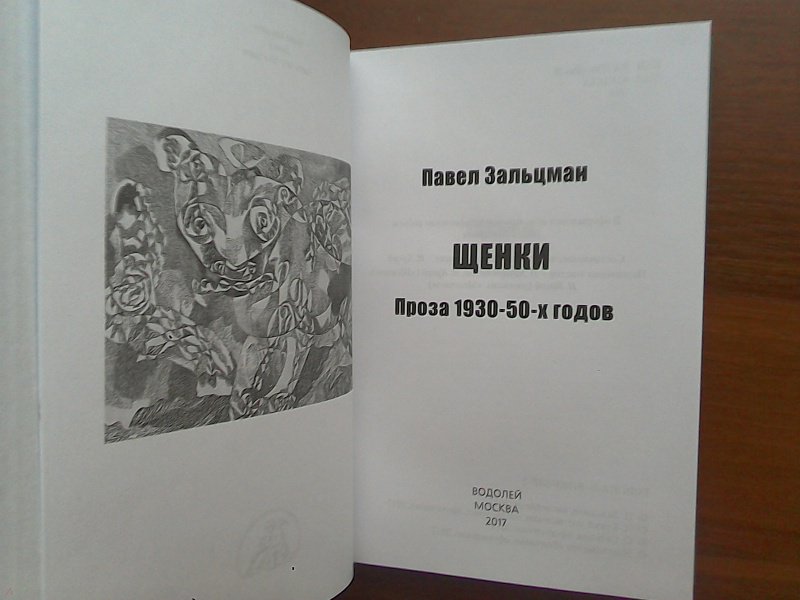 Павел Зальцман
ЩЕНКИ
Проза 1930-50-х годов
ВОДОЛЕЙ
МОСКВА
2017